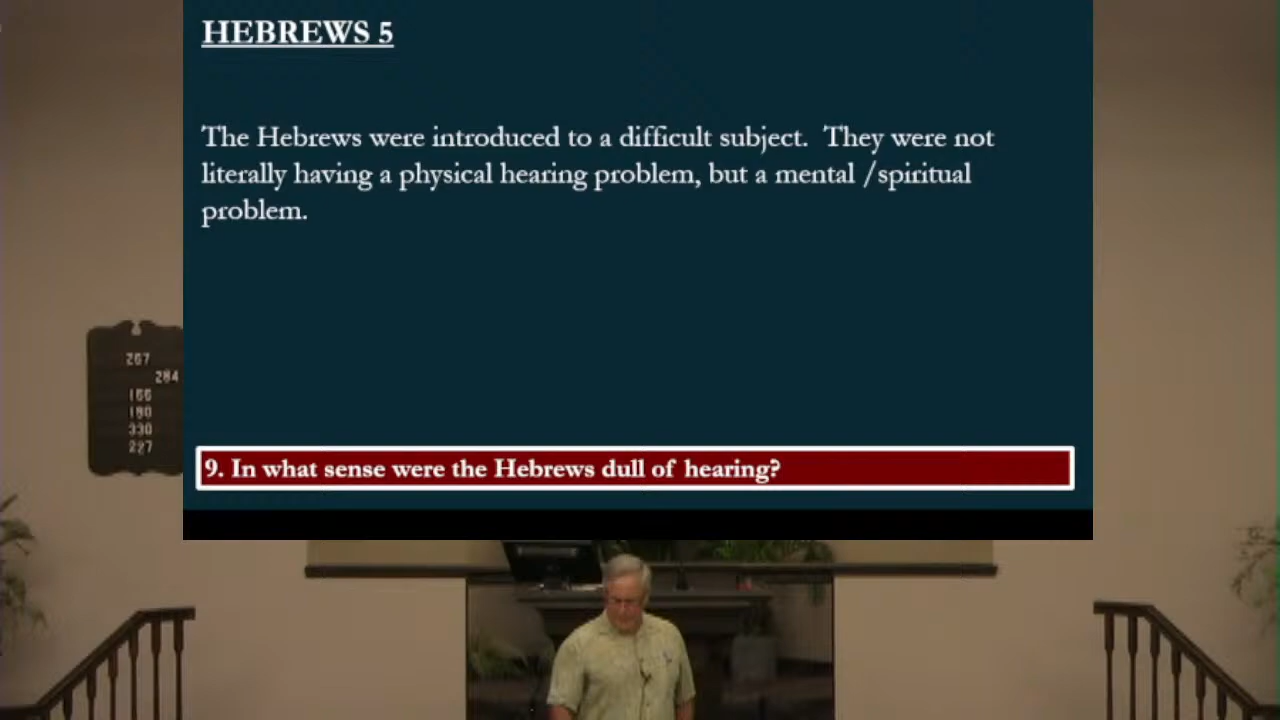 HEBREWS 5
The Hebrews were introduced to a difficult subject.  They were not
literally having a physical hearing problem, but a mental /spiritual
problem.
267
284
166
190
330
227
9. In what sense were the Hebrews dull of hearing?